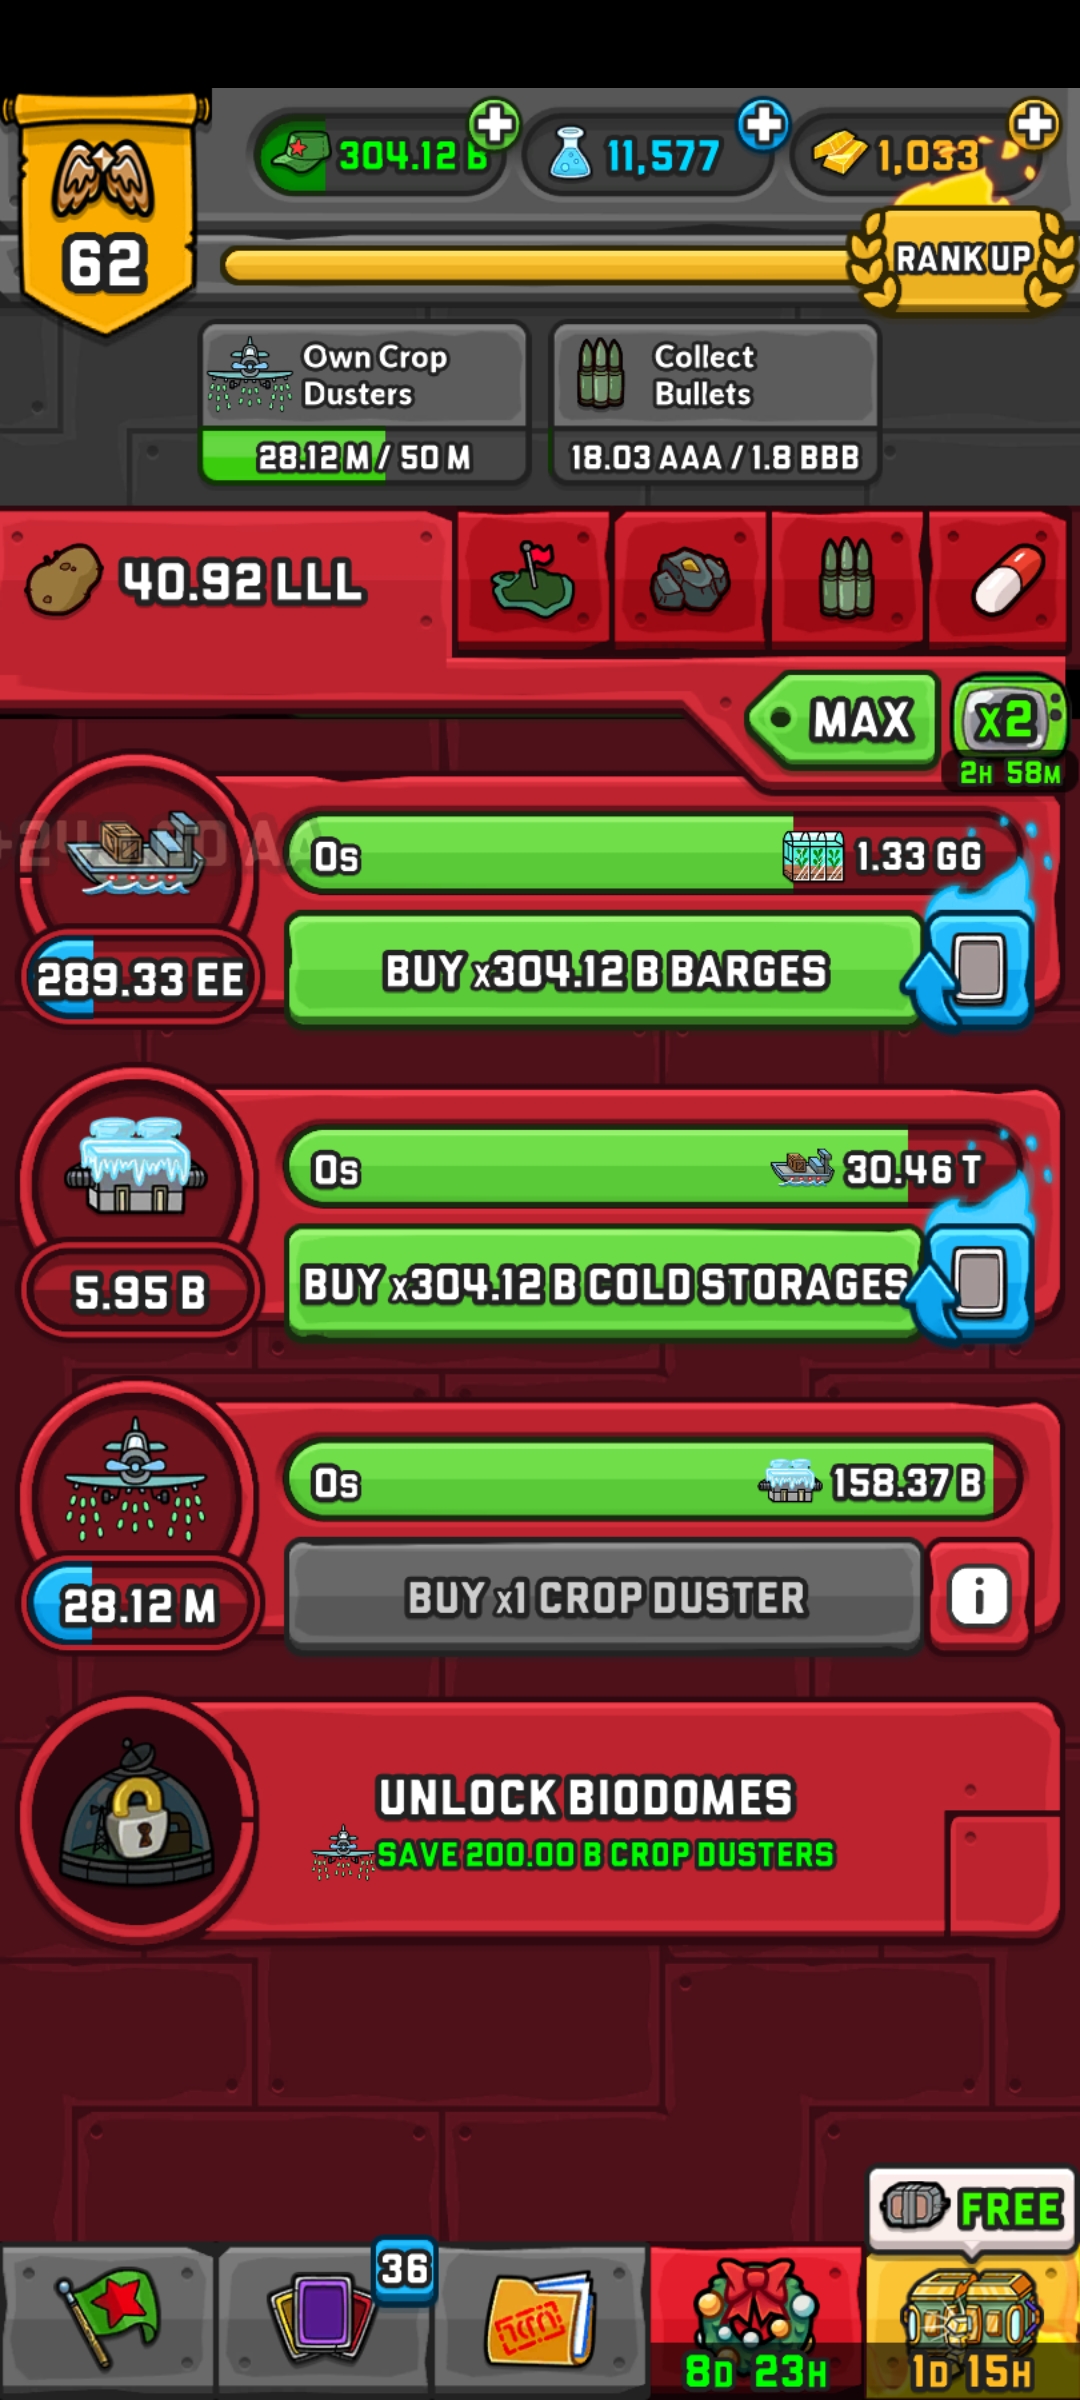 304.12 B
11,577
1,033
62
RANK UP
Own Crop
Dusters
28.12 M / 50 M
Collect
Bullets
18.03 AAA / 1.8 BBB
40.92 LLL
MAX
x2
2H 58M
0s
1.33 GG
289.33 EE
BUY x304.12 B BARGES
0s
30.46 T
5.95 B
BUY x304.12 B COLD STORAGES
0s
158.37 B
28.12 M
BUY x1 CROP DUSTER
i
UNLOCK BIODOMES
SAVE 200.00 B CROP DUSTERS
FREE
36
8D 23H
1D 15H